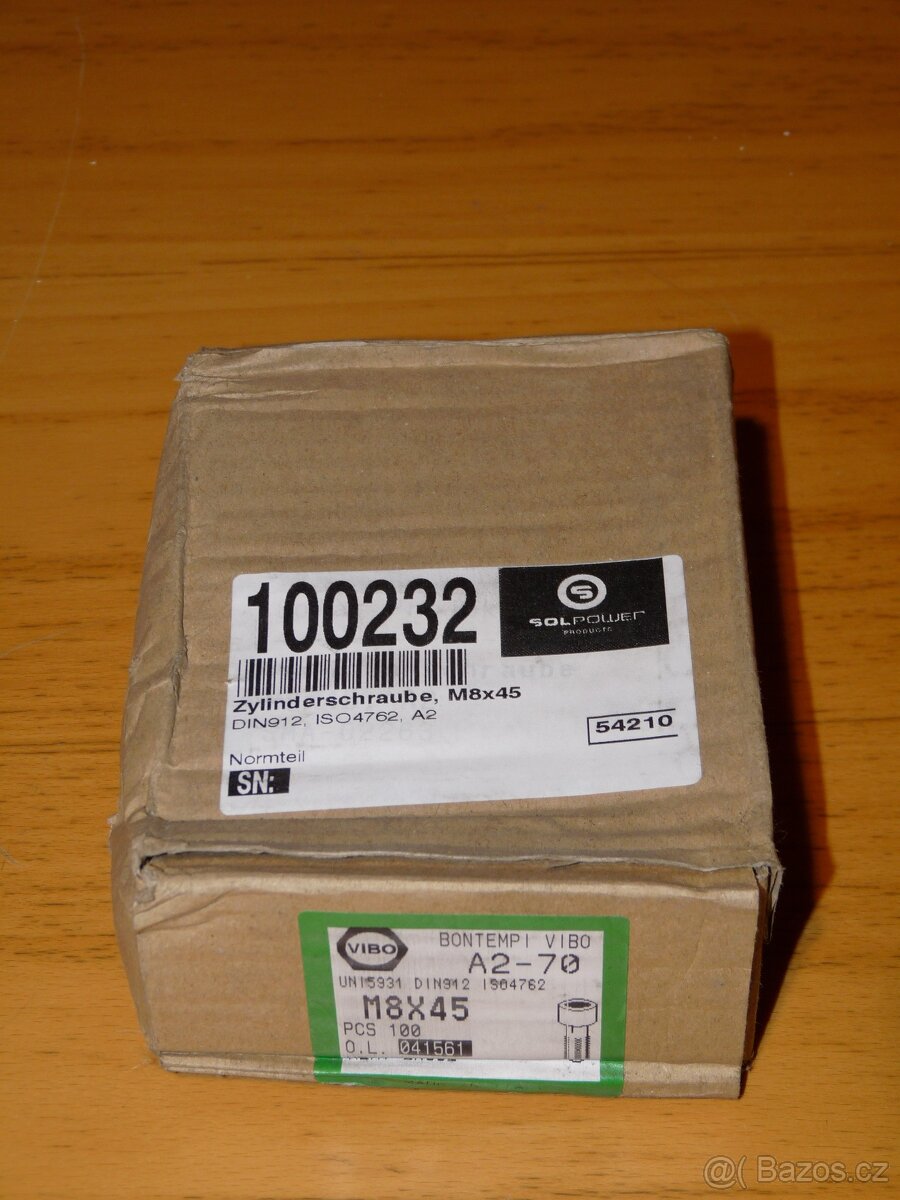 100232
SOLPOWER
PRODUCTS
Zylinderschraube, M8x45
DIN912, ISO4762, A2
54210
Normteil
SN:
VIBO
BONTEMPI VIBO
A2-70
UNI5931 DIN912 ISO4762
M8X45
PCS 100
O.L. 041561
@( Bazos.cz